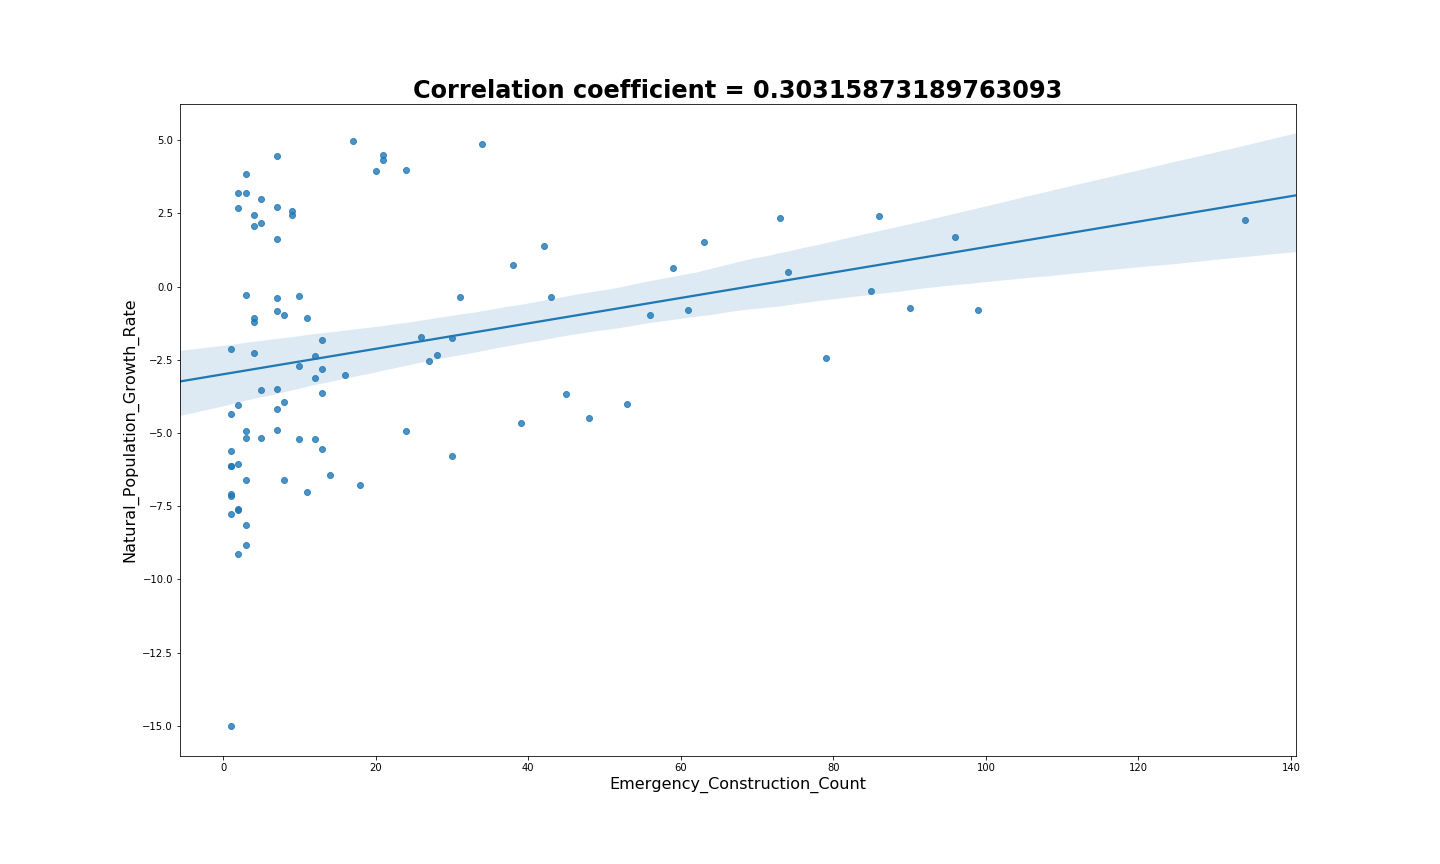 Correlation coefficient = 0.30315873189763093
5.0
2.5
0.0
−2.5
−5.0
−7.5
−10.0
−12.5
−15.0
Natural_Population_Growth_Rate
0 20 40 60 80 100 120 140
Emergency_Construction_Count